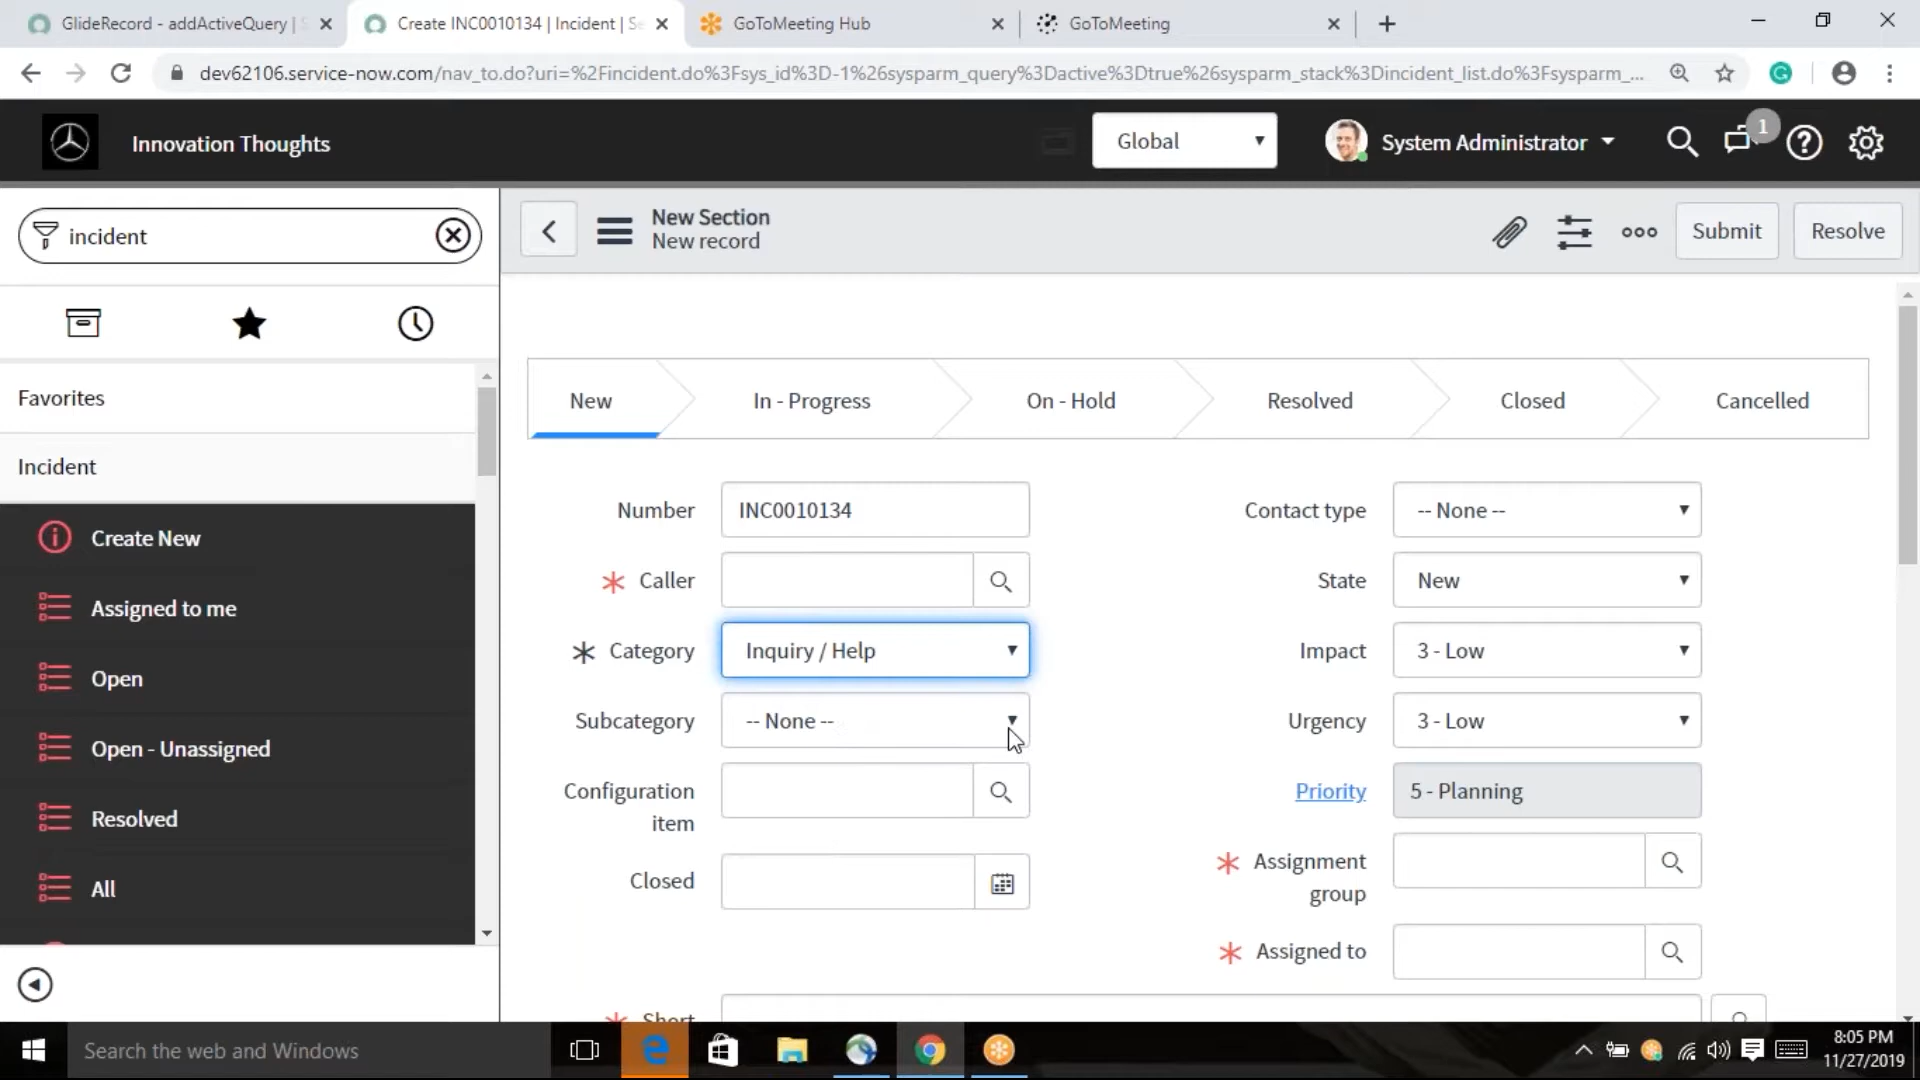 GlideRecord - addActiveQuery | S
Create INC0010134 | Incident | Se
GoToMeeting Hub
GoToMeeting
dev62106.service-now.com/nav_to.do?uri=%2Fincident.do%3Fsys_id%3D-1%26sysparm_query%3Dactive%3Dtrue%26sysparm_stack%3Dincident_list.do%3Fsysparm_...
Innovation Thoughts
Global
System Administrator
1
incident
New Section
New record
Submit
Resolve
Favorites
Incident
Create New
Assigned to me
Open
Open - Unassigned
Resolved
All
New
In - Progress
On - Hold
Resolved
Closed
Cancelled
Number
INC0010134
Contact type
-- None --
Caller
State
New
Category
Inquiry / Help
Impact
3 - Low
Subcategory
-- None --
Urgency
3 - Low
Configuration
item
Priority
5 - Planning
Closed
Assignment
group
Assigned to
Short
Search the web and Windows
8:05 PM
11/27/2019